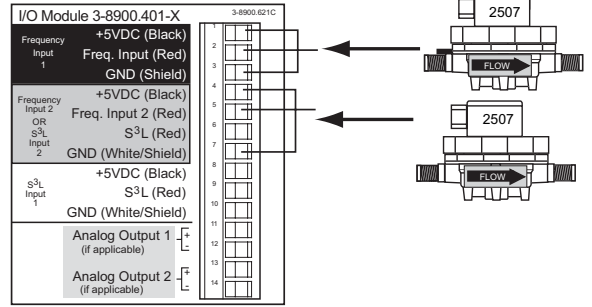 I/O Module 3-8900.401-X
3-8900.621C
Frequency
Input
1
+5VDC (Black)
Freq. Input (Red)
GND (Shield)
Frequency
Input 2
OR
S3L
Input
2
+5VDC (Black)
Freq. Input 2 (Red)
S3L (Red)
GND (White/Shield)
S3L
Input
1
+5VDC (Black)
S3L (Red)
GND (White/Shield)
Analog Output 1
(if applicable)
+
-
Analog Output 2
(if applicable)
+
-
1
2
3
4
5
6
7
8
9
10
11
12
13
14
2507
FLOW
2507
FLOW